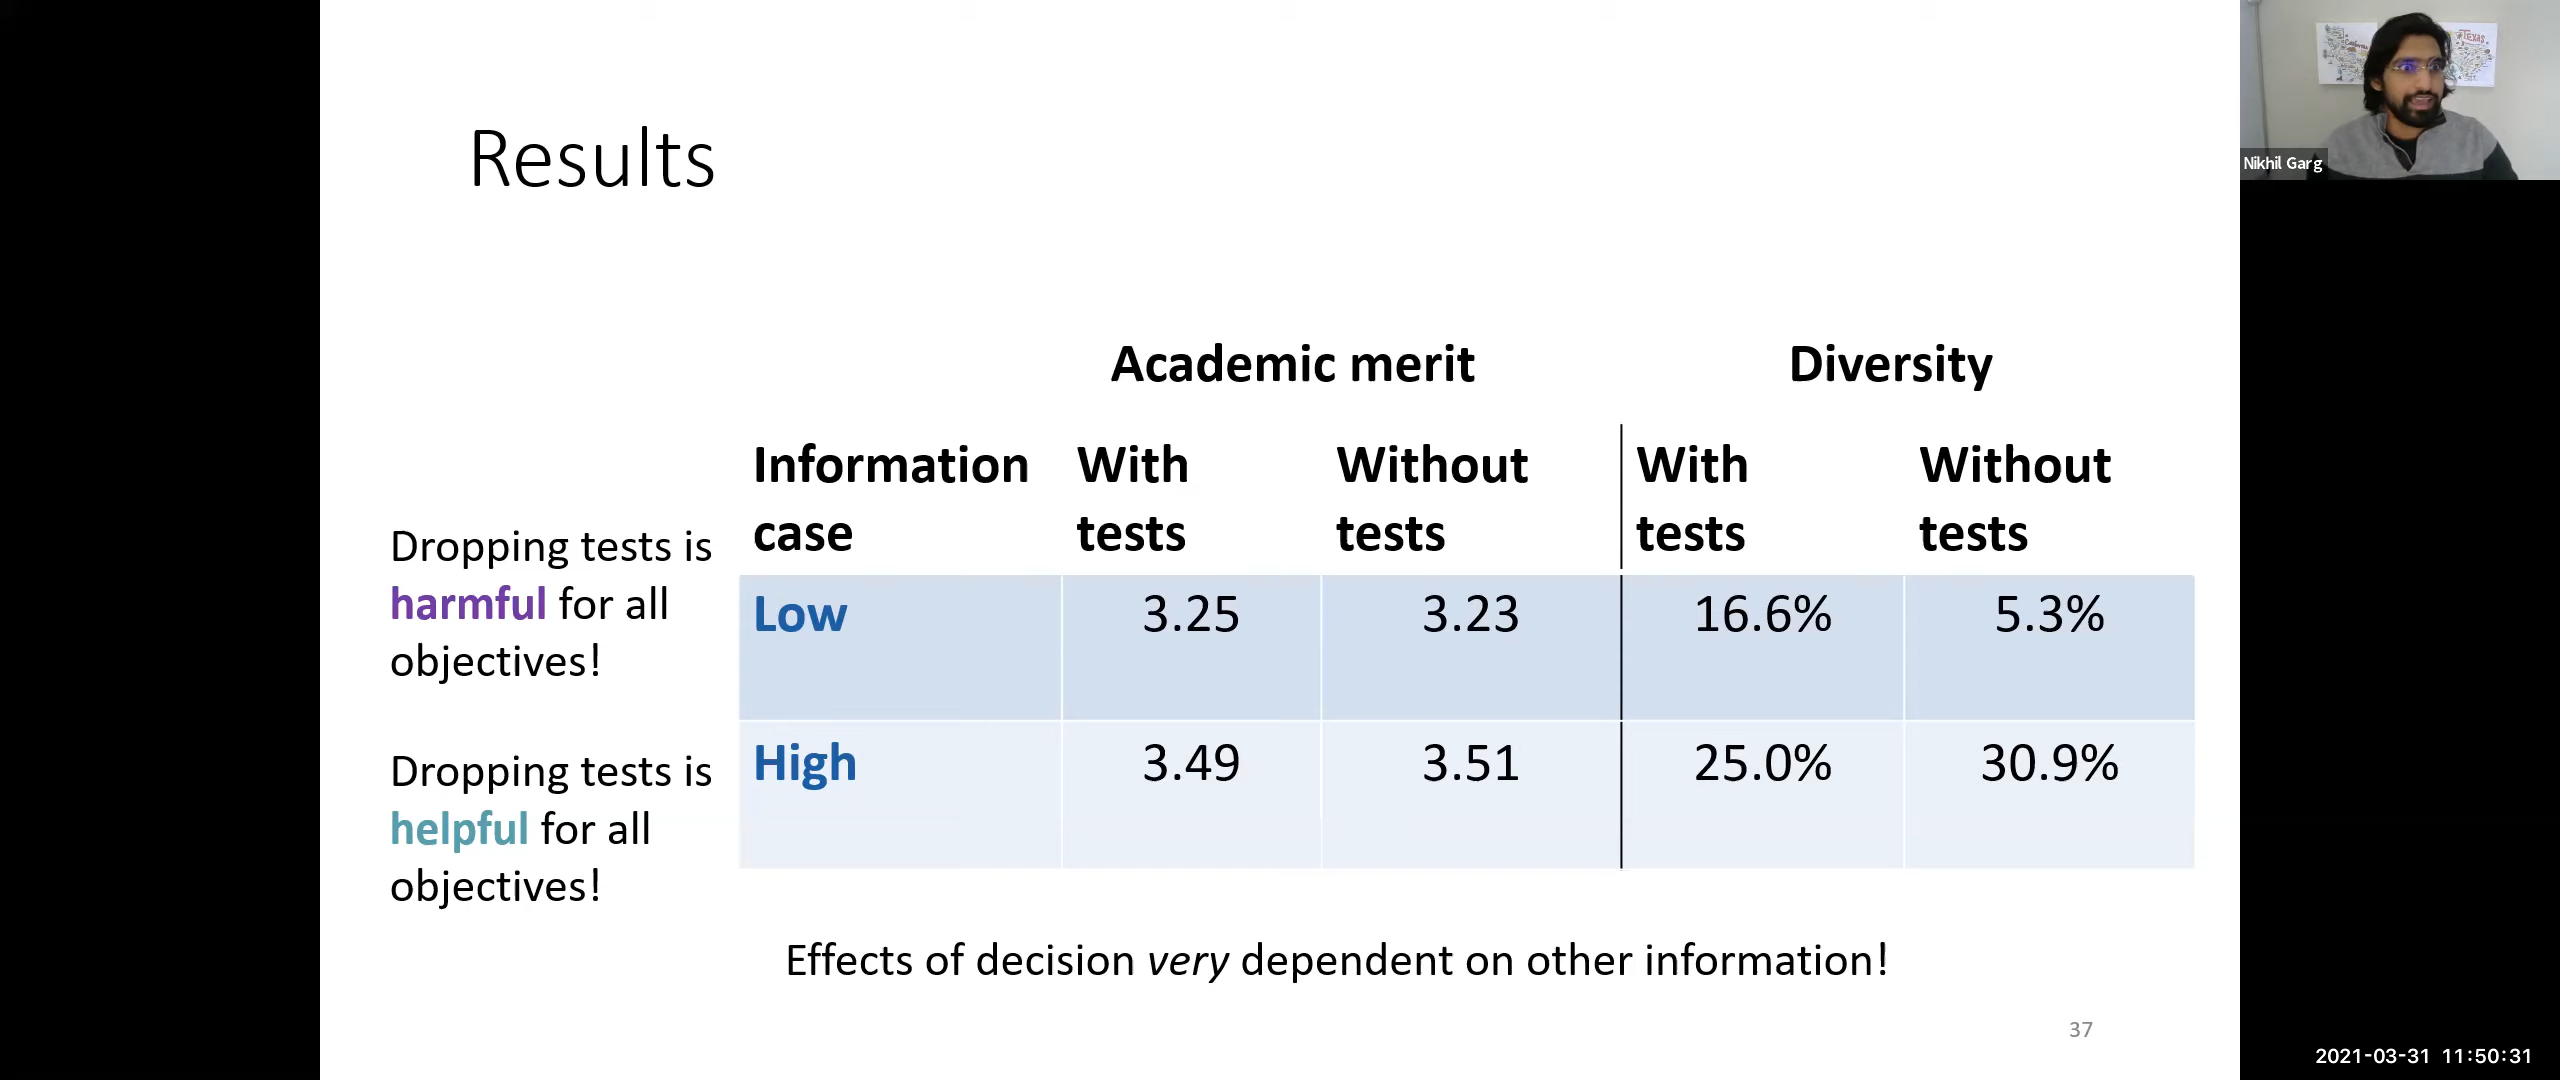 Results
Academic merit
Diversity
Information
case
With
tests
Without
tests
With
tests
Without
tests
Dropping tests is
harmful for all
objectives!
Low
3.25
3.23
16.6%
5.3%
Dropping tests is
helpful for all
objectives!
High
3.49
3.51
25.0%
30.9%
Effects of decision very dependent on other information!
37
TEXAS
Nikhil Garg
2021-03-31 11:50:31